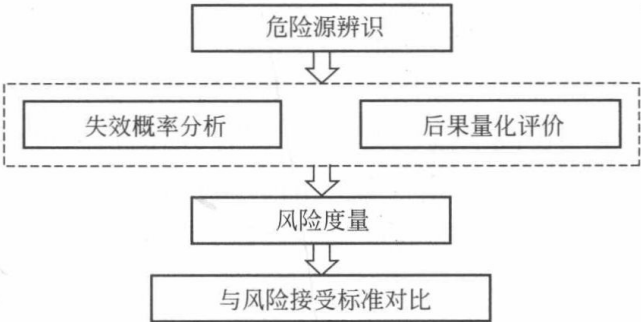 危险源辨识
失效概率分析
后果量化评价
风险度量
与风险接受标准对比